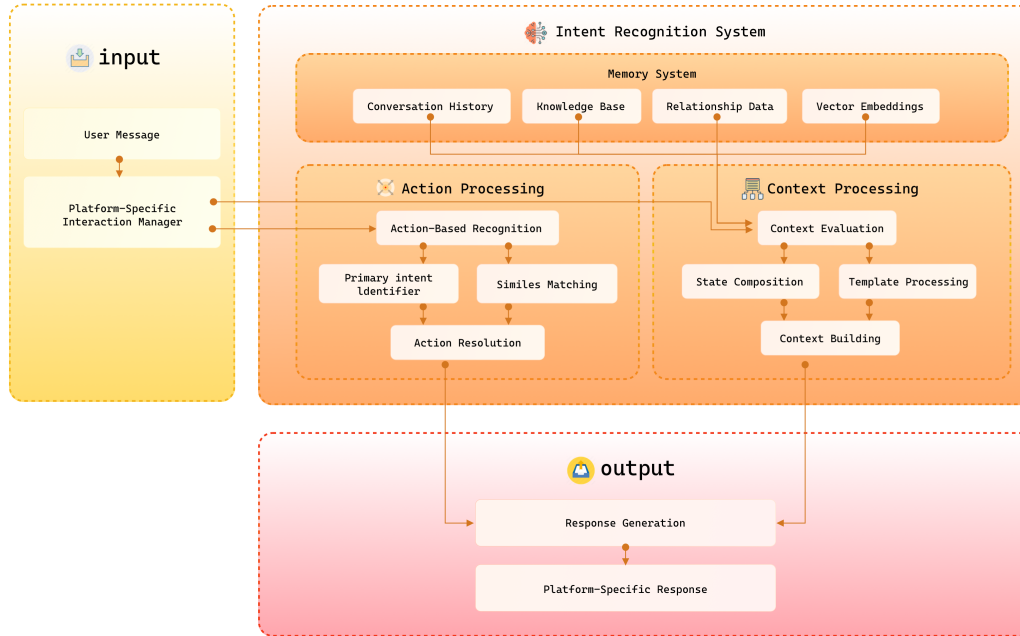 input
User Message
Platform-Specific
Interaction Manager
Intent Recognition System
Memory System
Conversation History
Knowledge Base
Relationship Data
Vector Embeddings
Action Processing
Action-Based Recognition
Primary intent
ldentifier
Similes Matching
Action Resolution
Context Processing
Context Evaluation
State Composition
Template Processing
Context Building
output
Response Generation
Platform-Specific Response